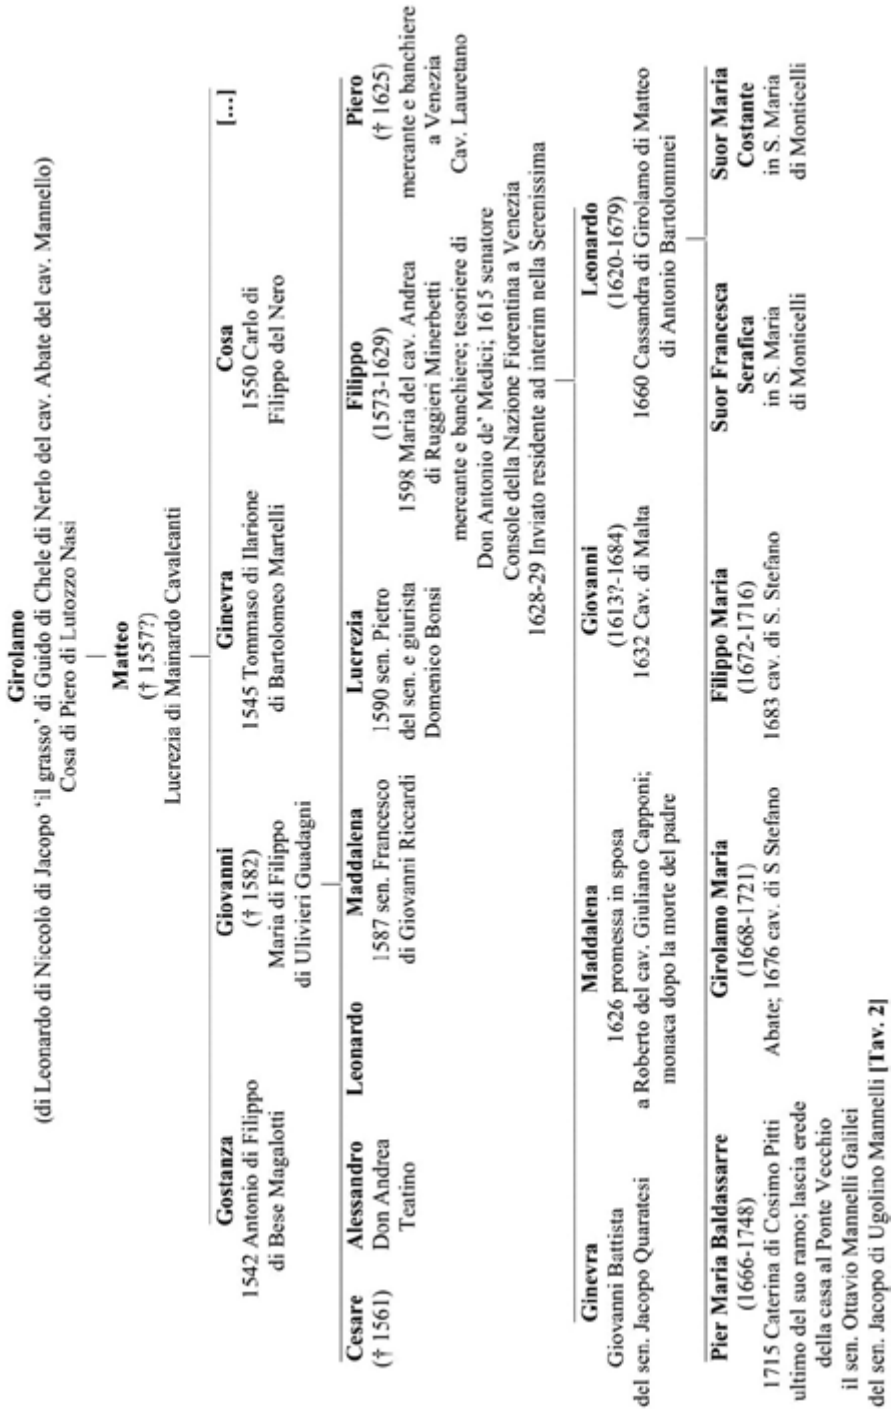 Girolamo
(di Leonardo di Niccolò di Jacopo ‘il grasso’ di Guido di Chele di Nerlo del cav. Abate del cav. Mannello)
Cosa di Piero di Lutozzo Nasi
Matteo
(† 1557?)
Lucrezia di Mainardo Cavalcanti
Gostanza
1542 Antonio di Filippo
di Bese Magalotti
Giovanni
(† 1582)
Maria di Filippo
di Ulivieri Guadagni
Ginevra
1545 Tommaso di Ilarione
di Bartolomeo Martelli
Cosa
1550 Carlo di
Filippo del Nero
[...]
Cesare
(† 1561)
Alessandro
Don Andrea
Teatino
Leonardo
Maddalena
1587 sen. Francesco
di Giovanni Riccardi
Lucrezia
1590 sen. Pietro
del sen. e giurista
Domenico Bonsi
Filippo
(1573-1629)
1598 Maria del cav. Andrea
di Ruggieri Minerbetti
mercante e banchiere; tesoriere di
Don Antonio de’ Medici; 1615 senatore
Console della Nazione Fiorentina a Venezia
1628-29 Inviato residente ad interim nella Serenissima
Piero
(† 1625)
mercante e banchiere
a Venezia
Cav. Lauretano
Ginevra
Giovanni Battista
del sen. Jacopo Quaratesi
Maddalena
1626 promessa in sposa
a Roberto del cav. Giuliano Capponi;
monaca dopo la morte del padre
Giovanni
(1613?-1684)
1632 Cav. di Malta
Leonardo
(1620-1679)
1660 Cassandra di Girolamo di Matteo
di Antonio Bartolommei
Pier Maria Baldassarre
(1666-1748)
1715 Caterina di Cosimo Pitti
ultimo del suo ramo; lascia erede
della casa al Ponte Vecchio
il sen. Ottavio Mannelli Galilei
del sen. Jacopo di Ugolino Mannelli [Tav. 2]
Girolamo Maria
(1668-1721)
Abate; 1676 cav. di S Stefano
Filippo Maria
(1672-1716)
1683 cav. di S. Stefano
Suor Francesca
Serafica
in S. Maria
di Monticelli
Suor Maria
Costante
in S. Maria
di Monticelli